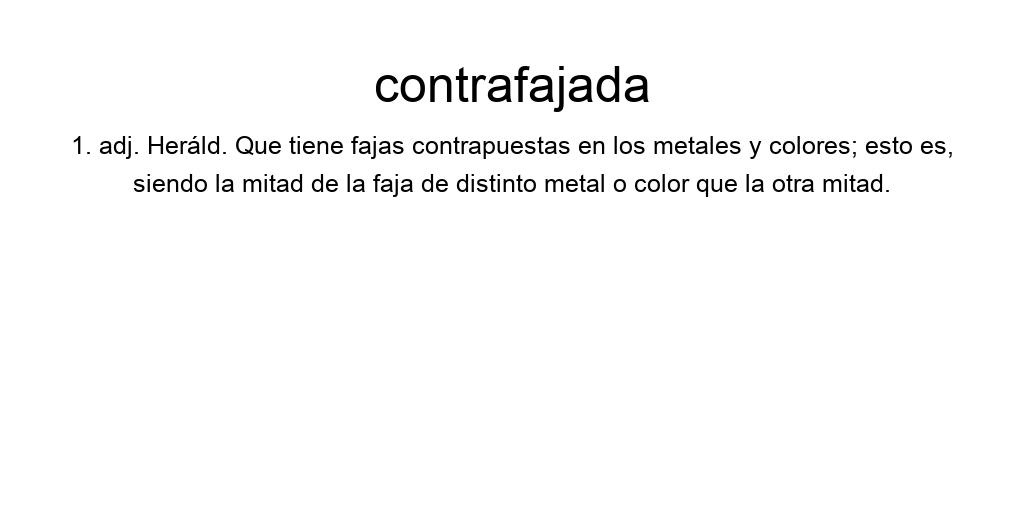 contrafajada
1. adj. Heráld. Que tiene fajas contrapuestas en los metales y colores; esto es,
siendo la mitad de la faja de distinto metal o color que la otra mitad.